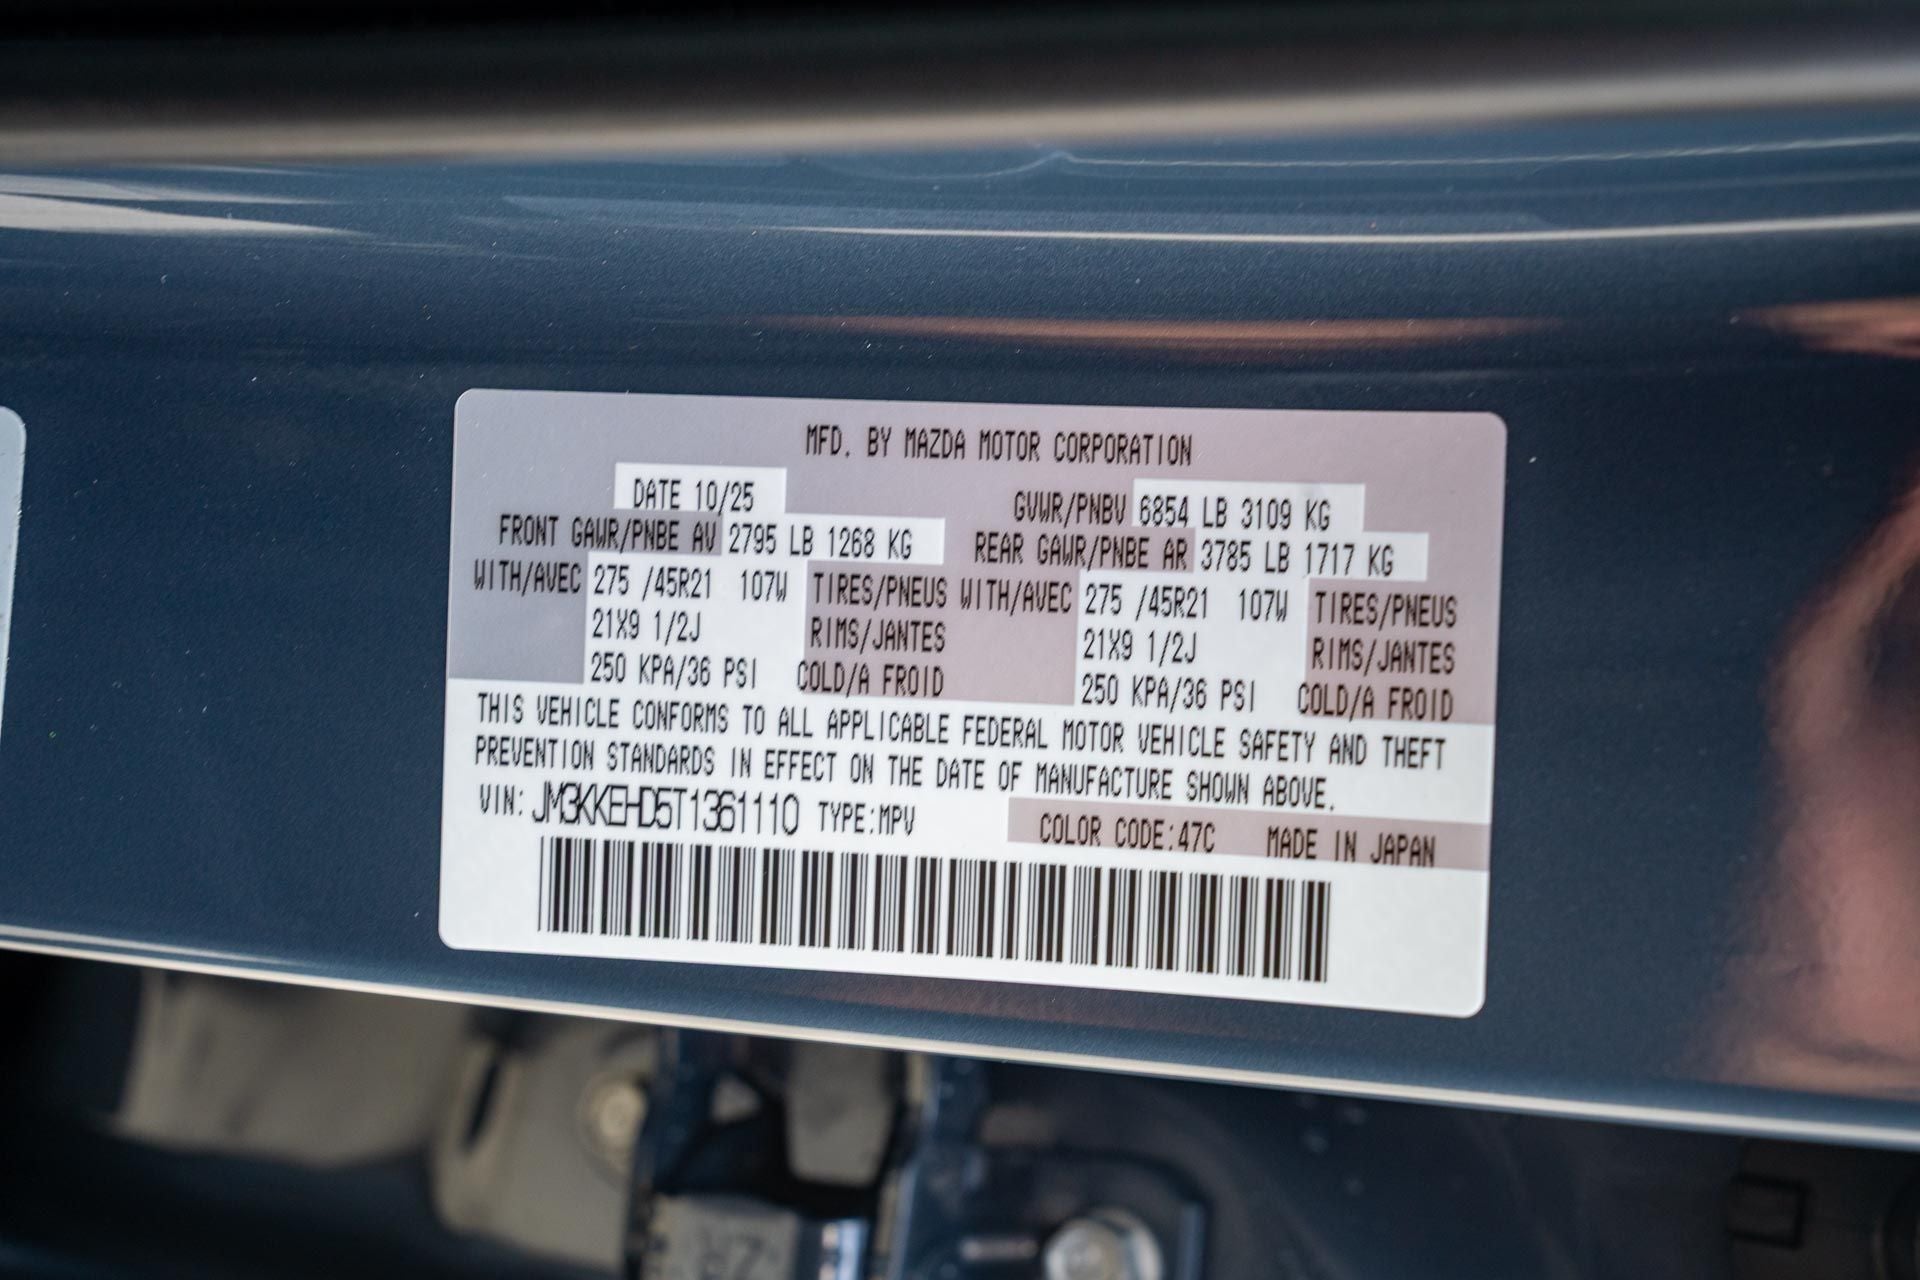 MFD. BY MAZDA MOTOR CORPORATION
DATE 10/25 GVWR/PNBV 6854 LB 3109 KG
FRONT GAWR/PNBE AV 2795 LB 1268 KG REAR GAWR/PNBE AR 3785 LB 1717 KG
WITH/AVEC 275 /45R21 107W TIRES/PNEUS WITH/AVEC 275 /45R21 107W TIRES/PNEUS
21X9 1/2J RIMS/JANTES 21X9 1/2J RIMS/JANTES
250 KPA/36 PSI COLD/A FROID 250 KPA/36 PSI COLD/A FROID
THIS VEHICLE CONFORMS TO ALL APPLICABLE FEDERAL MOTOR VEHICLE SAFETY AND THEFT
PREVENTION STANDARDS IN EFFECT ON THE DATE OF MANUFACTURE SHOWN ABOVE.
VIN: JM3KKEHD5T1361110 TYPE:MPV COLOR CODE:47C MADE IN JAPAN